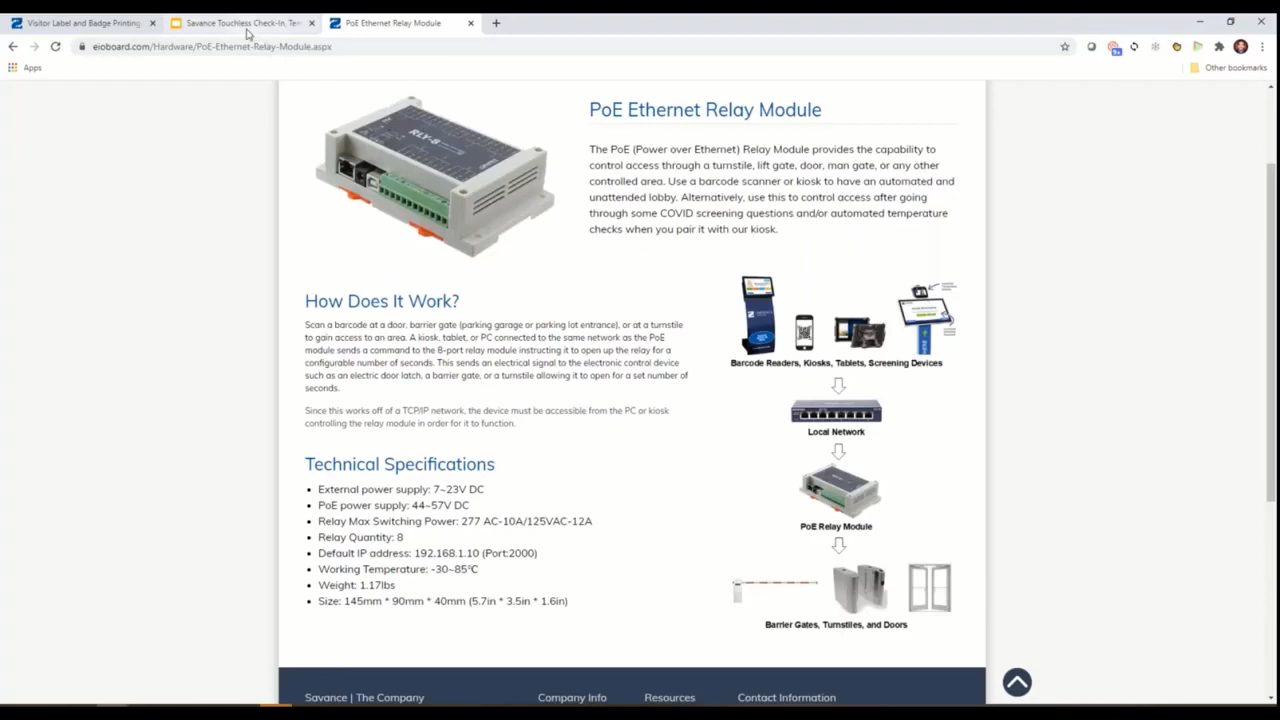 Visitor Label and Badge Printing
Savance Touchless Check-In, Tem
PoE Ethernet Relay Module
eioboard.com/Hardware/PoE-Ethernet-Relay-Module.aspx
Apps
Other bookmarks
RLY-8
PoE Ethernet Relay Module
The PoE (Power over Ethernet) Relay Module provides the capability to
control access through a turnstile, lift gate, door, man gate, or any other
controlled area. Use a barcode scanner or kiosk to have an automated and
unattended lobby. Alternatively, use this to control access after going
through some COVID screening questions and/or automated temperature
checks when you pair it with our kiosk.
How Does It Work?
Scan a barcode at a door, barrier gate (parking garage or parking lot entrance), or at a turnstile
to gain access to an area. A kiosk, tablet, or PC connected to the same network as the PoE
module sends a command to the 8-port relay module instructing it to open up the relay for a
configurable number of seconds. This sends an electrical signal to the electronic control device
such as an electric door latch, a barrier gate, or a turnstile allowing it to open for a set number of
seconds.
Since this works off of a TCP/IP network, the device must be accessible from the PC or kiosk
controlling the relay module in order for it to function.
Technical Specifications
• External power supply: 7~23V DC
• PoE power supply: 44~57V DC
• Relay Max Switching Power: 277 AC-10A/125VAC-12A
• Relay Quantity: 8
• Default IP address: 192.168.1.10 (Port:2000)
• Working Temperature: -30~85℃
• Weight: 1.17lbs
• Size: 145mm * 90mm * 40mm (5.7in * 3.5in * 1.6in)
Barcode Readers, Kiosks, Tablets, Screening Devices
Local Network
PoE Relay Module
Barrier Gates, Turnstiles, and Doors
Savance | The Company
Company Info
Resources
Contact Information